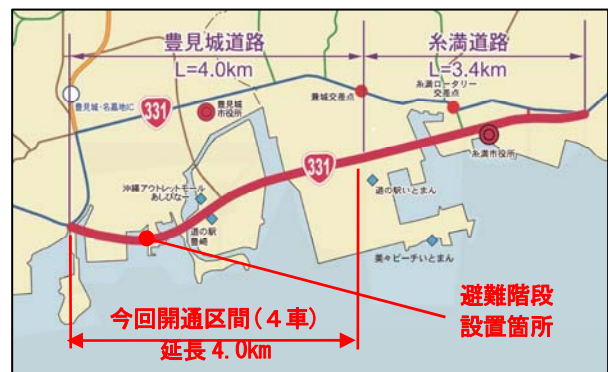 豊見城道路
L=4.0km
糸満道路
L=3.4km
糸満ロータリー
交差点
豊見城・名嘉地IC
331
豊見城
市役所
兼城交差点
331
糸満市役所
沖縄アウトレットモール
あしびなー
道の駅
豊崎
道の駅いとまん
美々ビーチいとまん
今回開通区間(４車)
延長 4.0km
避難階段
設置箇所